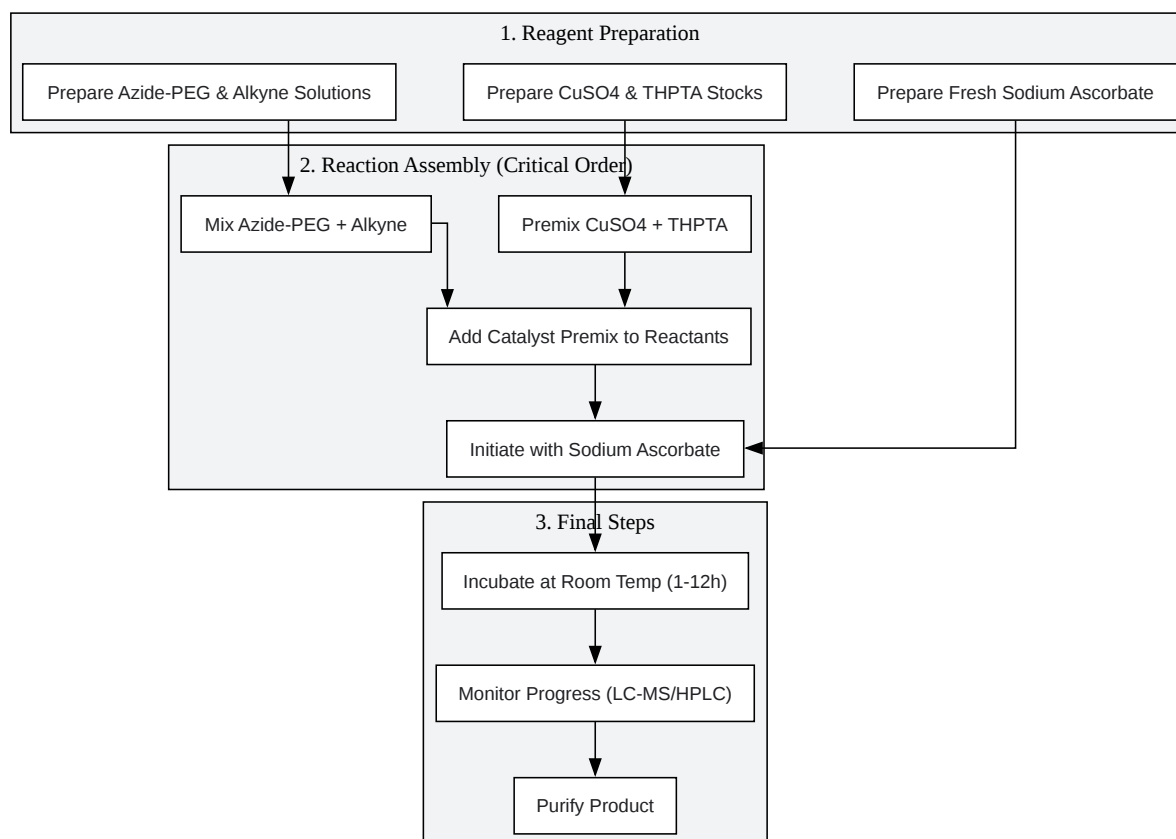 1. Reagent Preparation
Prepare Azide-PEG & Alkyne Solutions
Prepare CuSO4 & THPTA Stocks
Prepare Fresh Sodium Ascorbate
2. Reaction Assembly (Critical Order)
Mix Azide-PEG + Alkyne
Premix CuSO4 + THPTA
Add Catalyst Premix to Reactants
Initiate with Sodium Ascorbate
3. Final Steps
Incubate at Room Temp (1-12h)
Monitor Progress (LC-MS/HPLC)
Purify Product